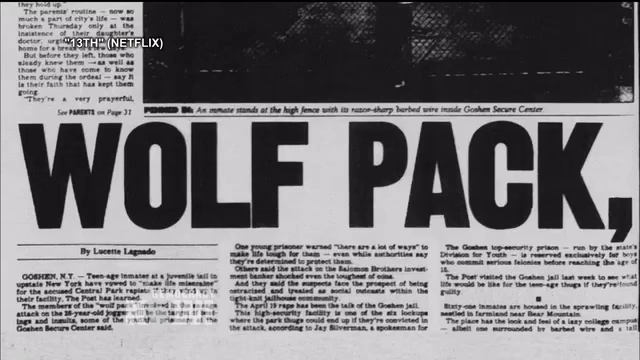 they hold up."
The parents' routine — now so
much a part of city's life — was
broken Thursday only at the
insistence of their daughter's
"13TH" (NETFLIX)
But before they left, those who
already knew them — as well as
those who have come to know
them during the ordeal — say it
is their faith that has kept them
going.
"They're a very prayerful,
See PARENTS on Page 31
PENNED IN: An inmate stands at the high fence with its razor-sharp barbed wire inside Goshen Secure Center.
WOLF PACK,
By Lucette Lagnado
GOSHEN, N.Y. — Teen-age inmates at a juvenile jail in
upstate New York have vowed to "make life miserable"
for the accused Central Park rapists if they wind up in
their facility, The Post has learned.
The members of the "wolf pack"
attack on the 28-year-old jogger will be the target of
ings and insults, some of the youthful prisoners at the
Goshen Secure Center said.
DEMOCRACY
One young prisoner warned "there are a lot of ways" to
make life tough for them — even while authorities say
they're determined to protect them.
Others said the attack on the Salomon Brothers invest-
ment banker shocked even the toughest of cons.
And they said the suspects face the prospect of being
ostracized and treated as social outcasts within the
tight-knit jailhouse community.
The April 19 rape has been the talk of the Goshen jail.
This high-security facility is one of the six lockups
where the park thugs could end up if they're convicted in
the attack, according to Jay Silverman, a spokesman for
The Goshen top-security prison — run by the state's
Division for Youth — is reserved exclusively for boys
who commit serious felonies before reaching the age of
The Post visited the Goshen jail last week to see what
life would be like for the teen-age thugs if they're found
guilty.
Sixty-one inmates are housed in the sprawling facility,
nestled in farmland near Bear Mountain.
The place has the look and feel of a lazy college campus
— albeit one surrounded by barbed wire and a tall